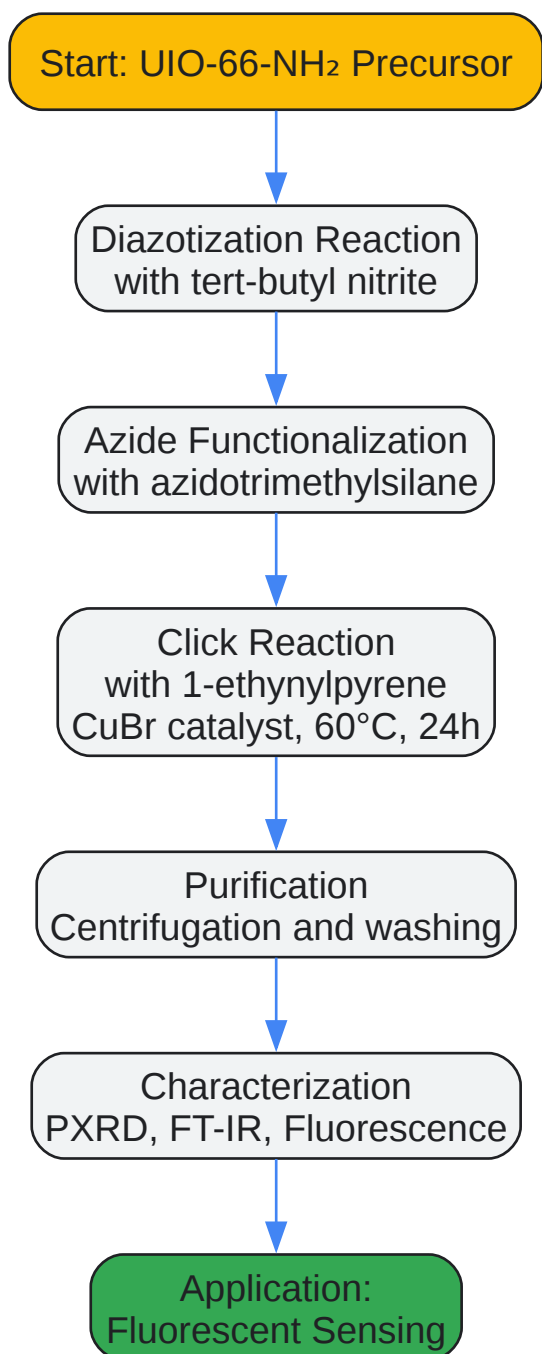 Start: UIO-66-NH₂ Precursor
Diazotization Reaction
with tert-butyl nitrite
Azide Functionalization
with azidotrimethylsilane
Click Reaction
with 1-ethynylpyrene
CuBr catalyst, 60°C, 24h
Purification
Centrifugation and washing
Characterization
PXRD, FT-IR, Fluorescence
Application:
Fluorescent Sensing